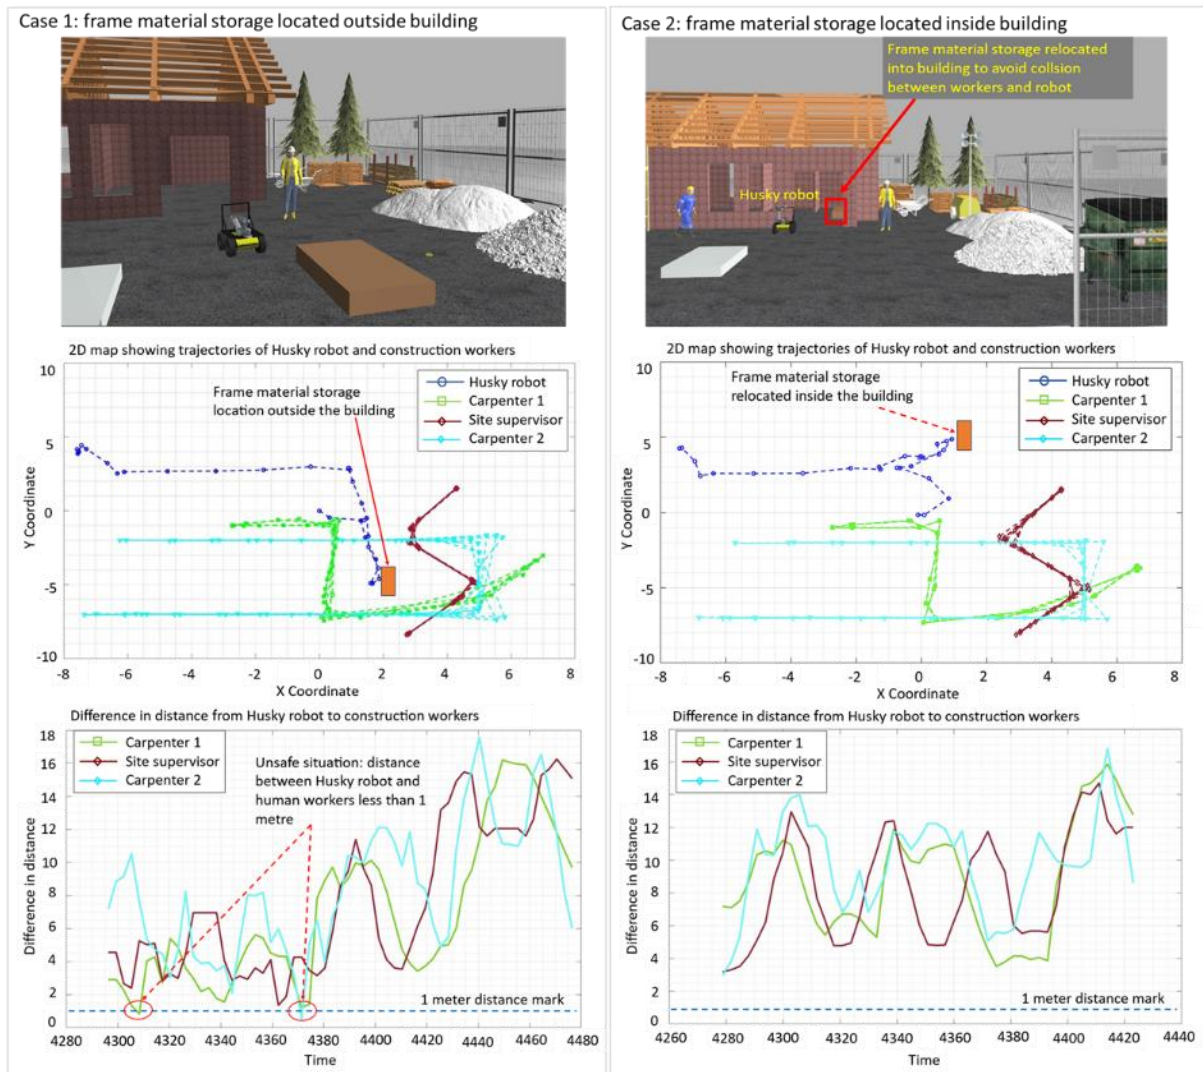 Case 1: frame material storage located outside building
2D map showing trajectories of Husky robot and construction workers
10
5
0
-5
-10
Y Coordinate
Frame material storage
location outside the building
Husky robot
Carpenter 1
Site supervisor
Carpenter 2
-8
-6
-4
-2
0
2
4
6
8
X Coordinate
Difference in distance from Husky robot to construction workers
18
16
14
12
10
8
6
4
2
0
Difference in distance
Carpenter 1
Site supervisor
Carpenter 2
Unsafe situation: distance
between Husky robot and
human workers less than 1
metre
1 meter distance mark
4280
4300
4320
4340
4360
4380
4400
4420
4440
4460
4480
Time
Case 2: frame material storage located inside building
Frame material storage relocated
into building to avoid collsion
between workers and robot
Husky robot
2D map showing trajectories of Husky robot and construction workers
10
5
0
-5
-10
Y Coordinate
Frame material storage
relocated inside the building
Husky robot
Carpenter 1
Site supervisor
Carpenter 2
-8
-6
-4
-2
0
2
4
6
8
X Coordinate
Difference in distance from Husky robot to construction workers
18
16
14
12
10
8
6
4
2
0
Difference in distance
Carpenter 1
Site supervisor
Carpenter 2
1 meter distance mark
4260
4280
4300
4320
4340
4360
4380
4400
4420
4440
Time